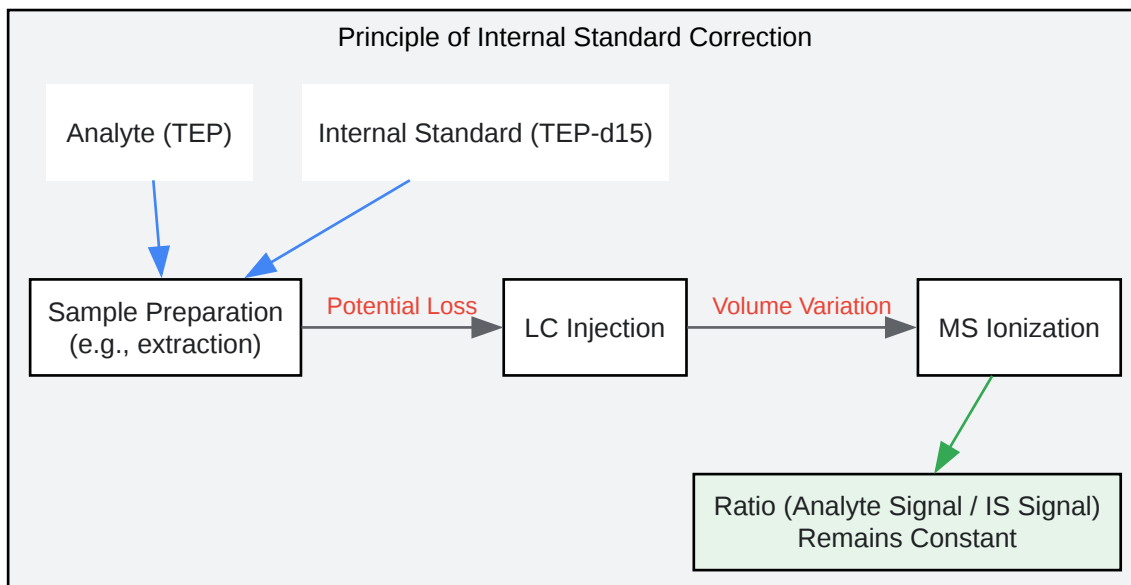 Principle of Internal Standard Correction
Analyte (TEP)
Internal Standard (TEP-d15)
Sample Preparation
(e.g., extraction)
Potential Loss
LC Injection
Volume Variation
MS Ionization
Ratio (Analyte Signal / IS Signal)
Remains Constant